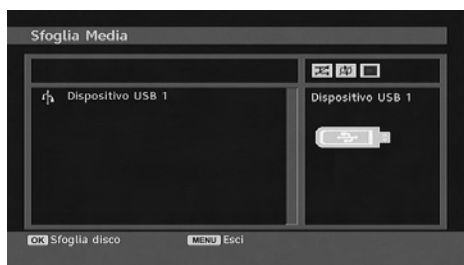 Sfoglia Media
Dispositivo USB 1
Dispositivo USB 1
OK Sfoglia disco
MENU Esci